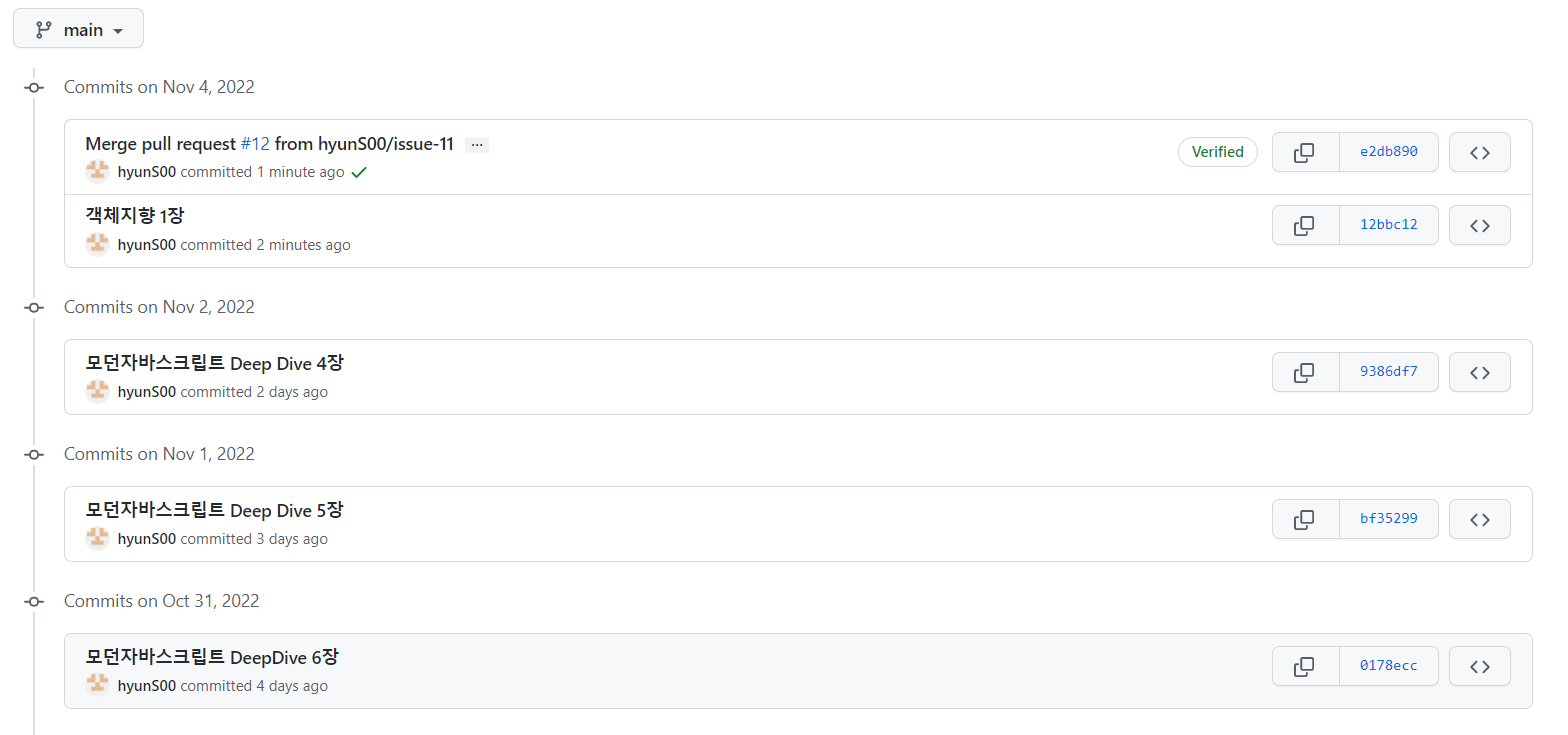 main
Commits on Nov 4, 2022
Merge pull request #12 from hyunS00/issue-11 ...
hyunS00 committed 1 minute ago
Verified
e2db890
객체지향 1장
hyunS00 committed 2 minutes ago
12bbc12
Commits on Nov 2, 2022
모던자바스크립트 Deep Dive 4장
hyunS00 committed 2 days ago
9386df7
Commits on Nov 1, 2022
모던자바스크립트 Deep Dive 5장
hyunS00 committed 3 days ago
bf35299
Commits on Oct 31, 2022
모던자바스크립트 DeepDive 6장
hyunS00 committed 4 days ago
0178ecc